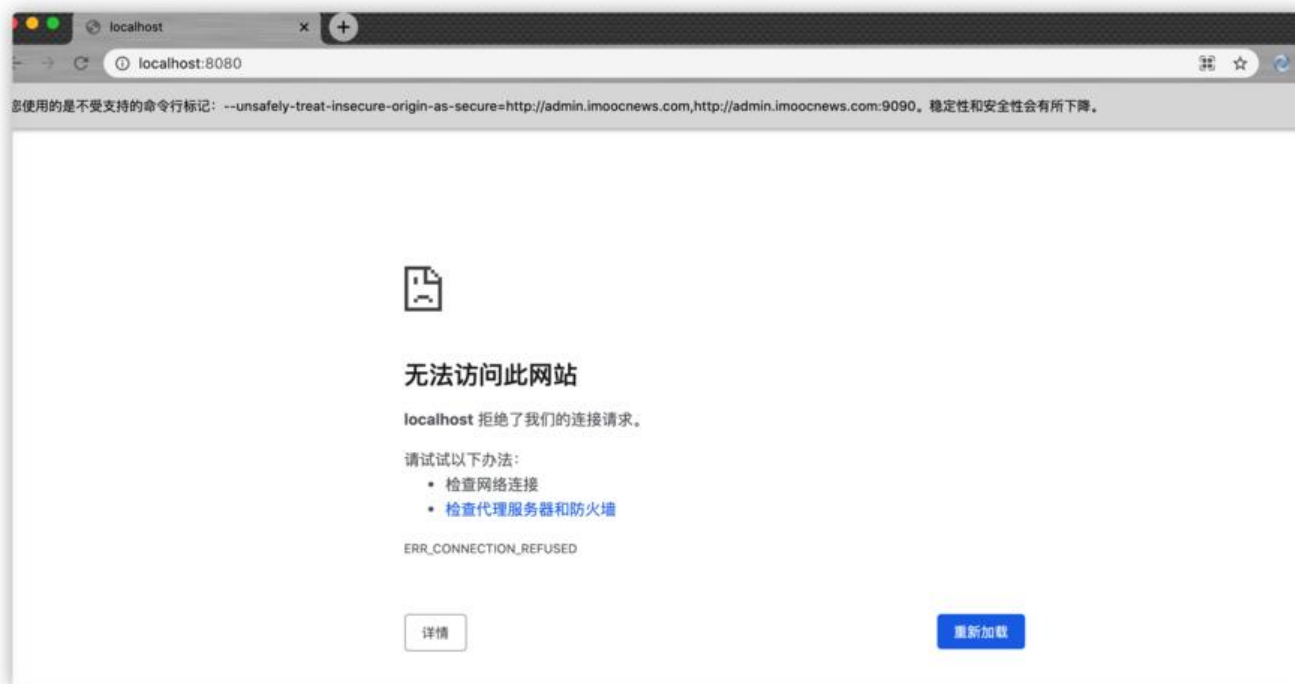 localhost
localhost:8080
您使用的是不受支持的命令行标记：--unsafely-treat-insecure-origin-as-secure=http://admin.imoocnews.com,http://admin.imoocnews.com:9090。稳定性和安全性会有所下降。
无法访问此网站
localhost 拒绝了我们的连接请求。
请试试以下办法：
• 检查网络连接
• 检查代理服务器和防火墙
ERR_CONNECTION_REFUSED
详情 重新加载